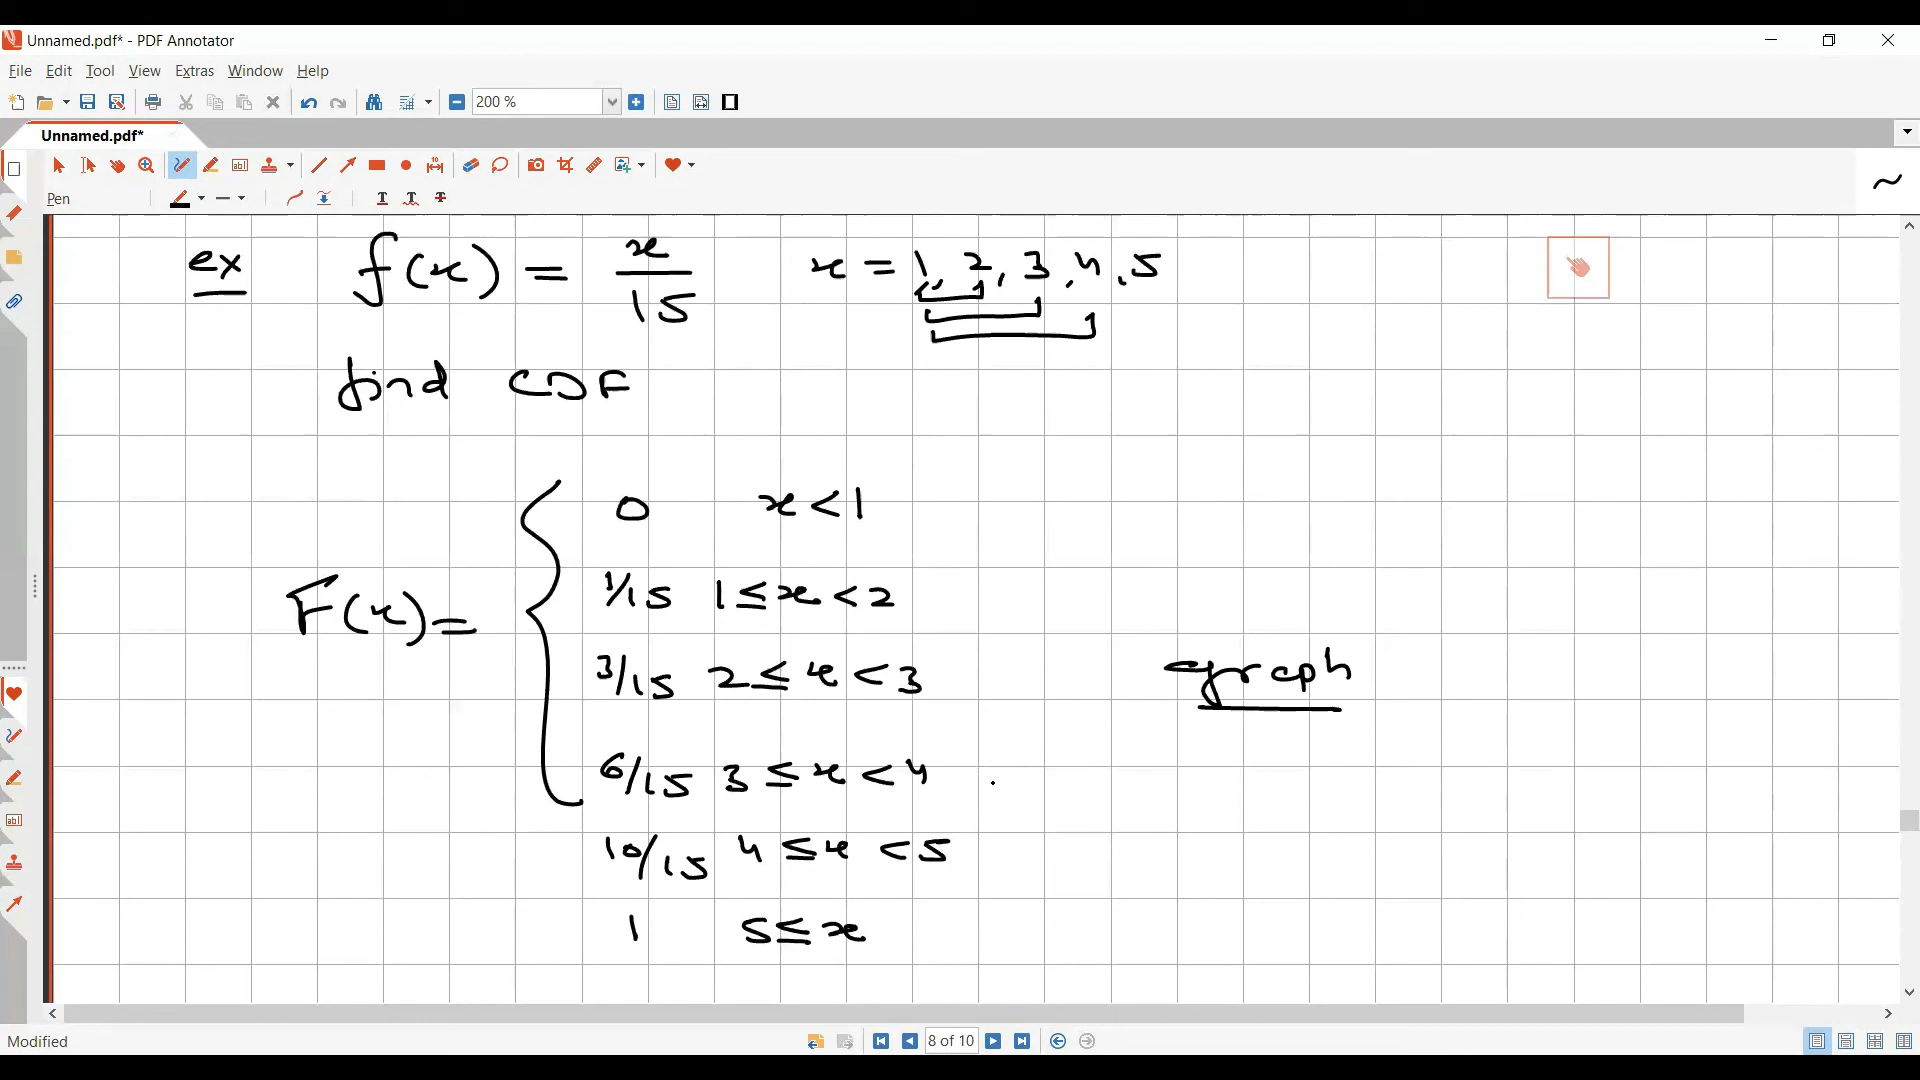 Unnamed.pdf* - PDF Annotator
File Edit Tool View Extras Window Help
200 %
Unnamed.pdf*
Pen
ex f(x) = x/15 x = 1, 2, 3, 4, 5
find CDF
0 x < 1
F(x) =
1/15 1 ≤ x < 2
3/15 2 ≤ x < 3
graph
6/15 3 ≤ x < 4
10/15 4 ≤ x < 5
1 5 ≤ x
Modified
8 of 10